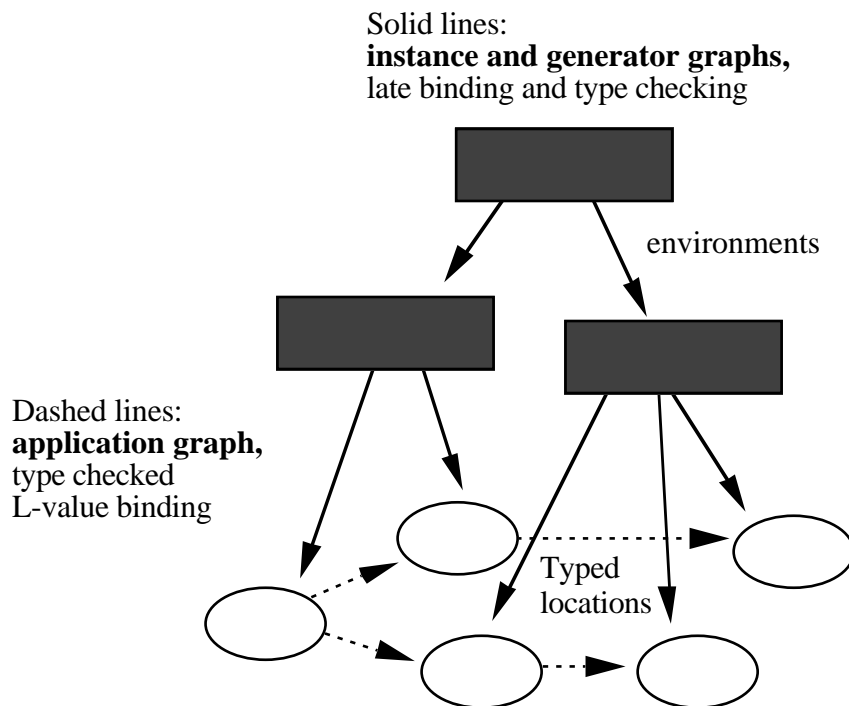 Solid lines:
instance and generator graphs,
late binding and type checking
environments
Dashed lines:
application graph,
type checked
L-value binding
Typed
locations